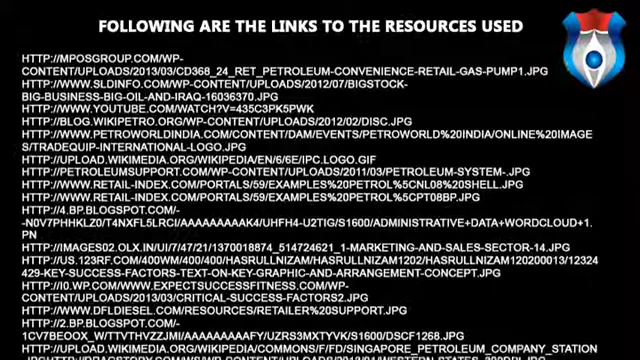 FOLLOWING ARE THE LINKS TO THE RESOURCES USED
HTTP://MPOSGROUP.COM/WP-
CONTENT/UPLOADS/2013/03/CD368_24_RET_PETROLEUM-CONVENIENCE-RETAIL-GAS-PUMP1.JPG
HTTP://WWW.SLDINFO.COM/WP-CONTENT/UPLOADS/2012/07/BIGSTOCK-
BIG-BUSINESS-BIG-OIL-AND-IRAQ-16036370.JPG
HTTP://WWW.YOUTUBE.COM/WATCH?V=435C3PK5PWK
HTTP://BLOG.WIKIPETRO.ORG/WP-CONTENT/UPLOADS/2012/02/DISC.JPG
HTTP://WWW.PETROWORLDINDIA.COM/CONTENT/DAM/EVENTS/PETROWORLD%20INDIA/ONLINE%20IMAGE
S/TRADEQUIP-INTERNATIONAL-LOGO.JPG
HTTP://UPLOAD.WIKIMEDIA.ORG/WIKIPEDIA/EN/6/6E/IPC.LOGO.GIF
HTTP://PETROLEUMSUPPORT.COM/WP-CONTENT/UPLOADS/2011/03/PETROLEUM-SYSTEM-.JPG
HTTP://WWW.RETAIL-INDEX.COM/PORTALS/59/EXAMPLES%20PETROL%5CNL08%20SHELL.JPG
HTTP://WWW.RETAIL-INDEX.COM/PORTALS/59/EXAMPLES%20PETROL%5CPT08BP.JPG
HTTP://4.BP.BLOGSPOT.COM/-
-N0V7PHHKLZ0/T4NXFL5LRCI/AAAAAAAAAK4/UHFH4-U2TIG/S1600/ADMINISTRATIVE+DATA+WORDCLOUD+1.
PN
HTTP://IMAGES02.OLX.IN/UI/7/47/21/1370018874_514724621_1-MARKETING-AND-SALES-SECTOR-14.JPG
HTTP://US.123RF.COM/400WM/400/400/HASRULLNIZAM/HASRULLNIZAM1202/HASRULLNIZAM120200013/12324
429-KEY-SUCCESS-FACTORS-TEXT-ON-KEY-GRAPHIC-AND-ARRANGEMENT-CONCEPT.JPG
HTTP://I0.WP.COM/WWW.EXPECTSUCCESSFITNESS.COM/WP-
CONTENT/UPLOADS/2013/03/CRITICAL-SUCCESS-FACTORS2.JPG
HTTP://WWW.DFLDIESEL.COM/RESOURCES/RETAILER%20SUPPORT.JPG
HTTP://2.BP.BLOGSPOT.COM/-
1CV7BEOOX_W/TTVTHVZZJMI/AAAAAAAAAFY/UZRS3MXTYVK/S1600/DSCF1268.JPG
HTTP://UPLOAD.WIKIMEDIA.ORG/WIKIPEDIA/COMMONS/F/FD/SINGAPORE_PETROLEUM_COMPANY_STATION